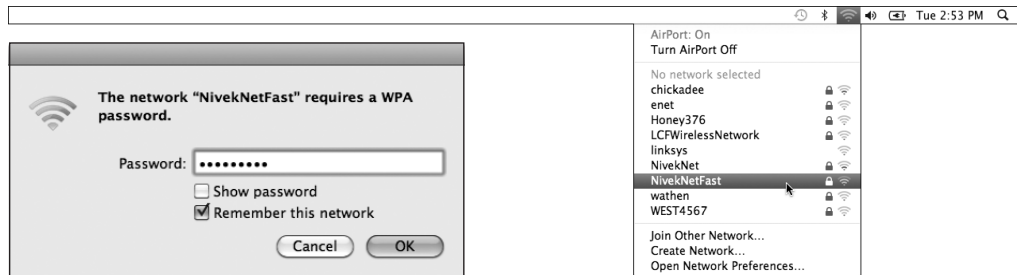 Tue 2:53 PM
The network “NivekNetFast” requires a WPA
password.
Password: •••••••••
Show password
Remember this network
Cancel OK
AirPort: On
Turn AirPort Off
No network selected
chickadee
enet
Honey376
LCFWirelessNetwork
linksys
NivekNet
NivekNetFast
wathen
WEST4567
Join Other Network...
Create Network...
Open Network Preferences...